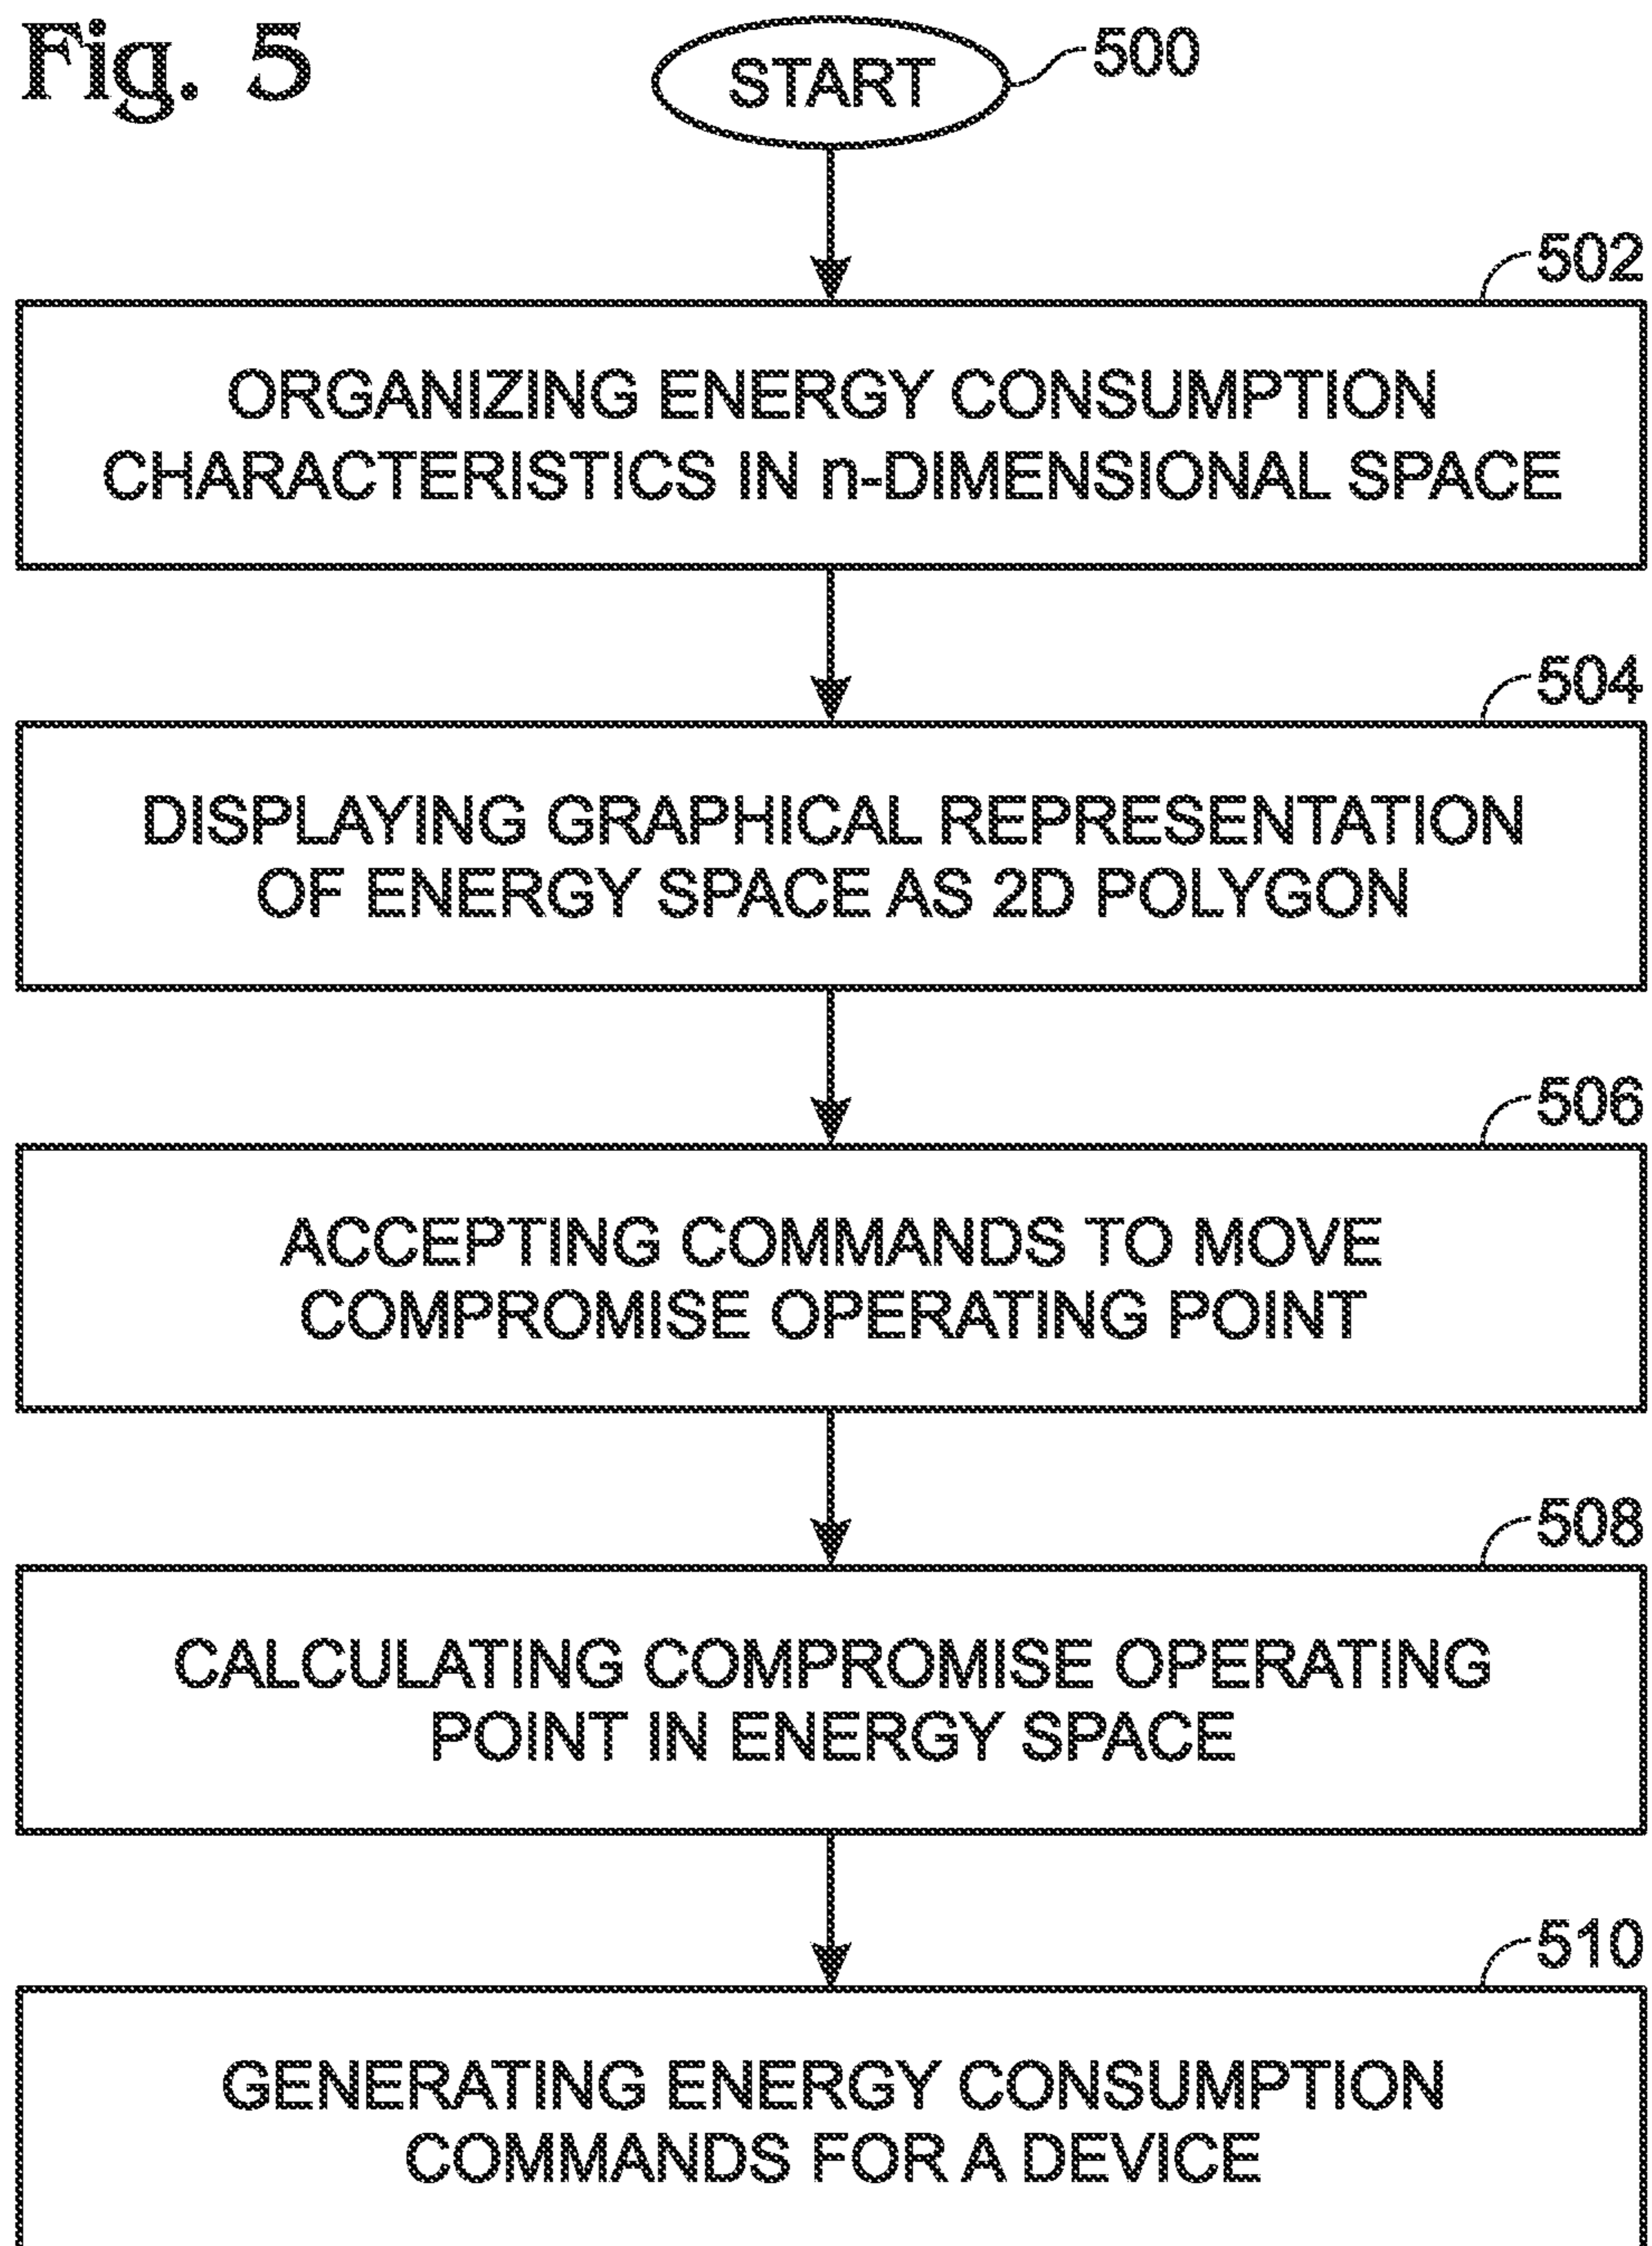 Fig. 5
START
500
502
ORGANIZING ENERGY CONSUMPTION
CHARACTERISTICS IN n-DIMENSIONAL SPACE
504
DISPLAYING GRAPHICAL REPRESENTATION
OF ENERGY SPACE AS 2D POLYGON
506
ACCEPTING COMMANDS TO MOVE
COMPROMISE OPERATING POINT
508
CALCULATING COMPROMISE OPERATING
POINT IN ENERGY SPACE
510
GENERATING ENERGY CONSUMPTION
COMMANDS FOR A DEVICE